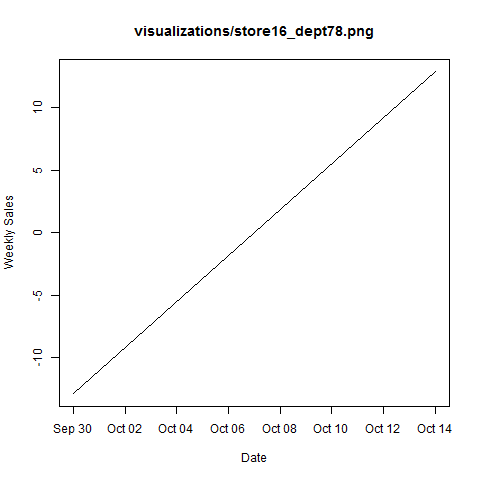 visualizations/store16_dept78.png
Weekly Sales
10
5
0
-5
-10
Sep 30 Oct 02 Oct 04 Oct 06 Oct 08 Oct 10 Oct 12 Oct 14
Date